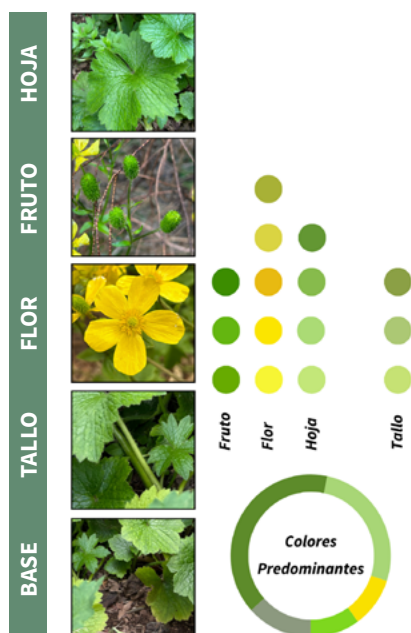 HOJA
FRUTO
FLOR
TALLO
BASE
Fruto
Flor
Hoja
Tallo
Colores
Predominantes